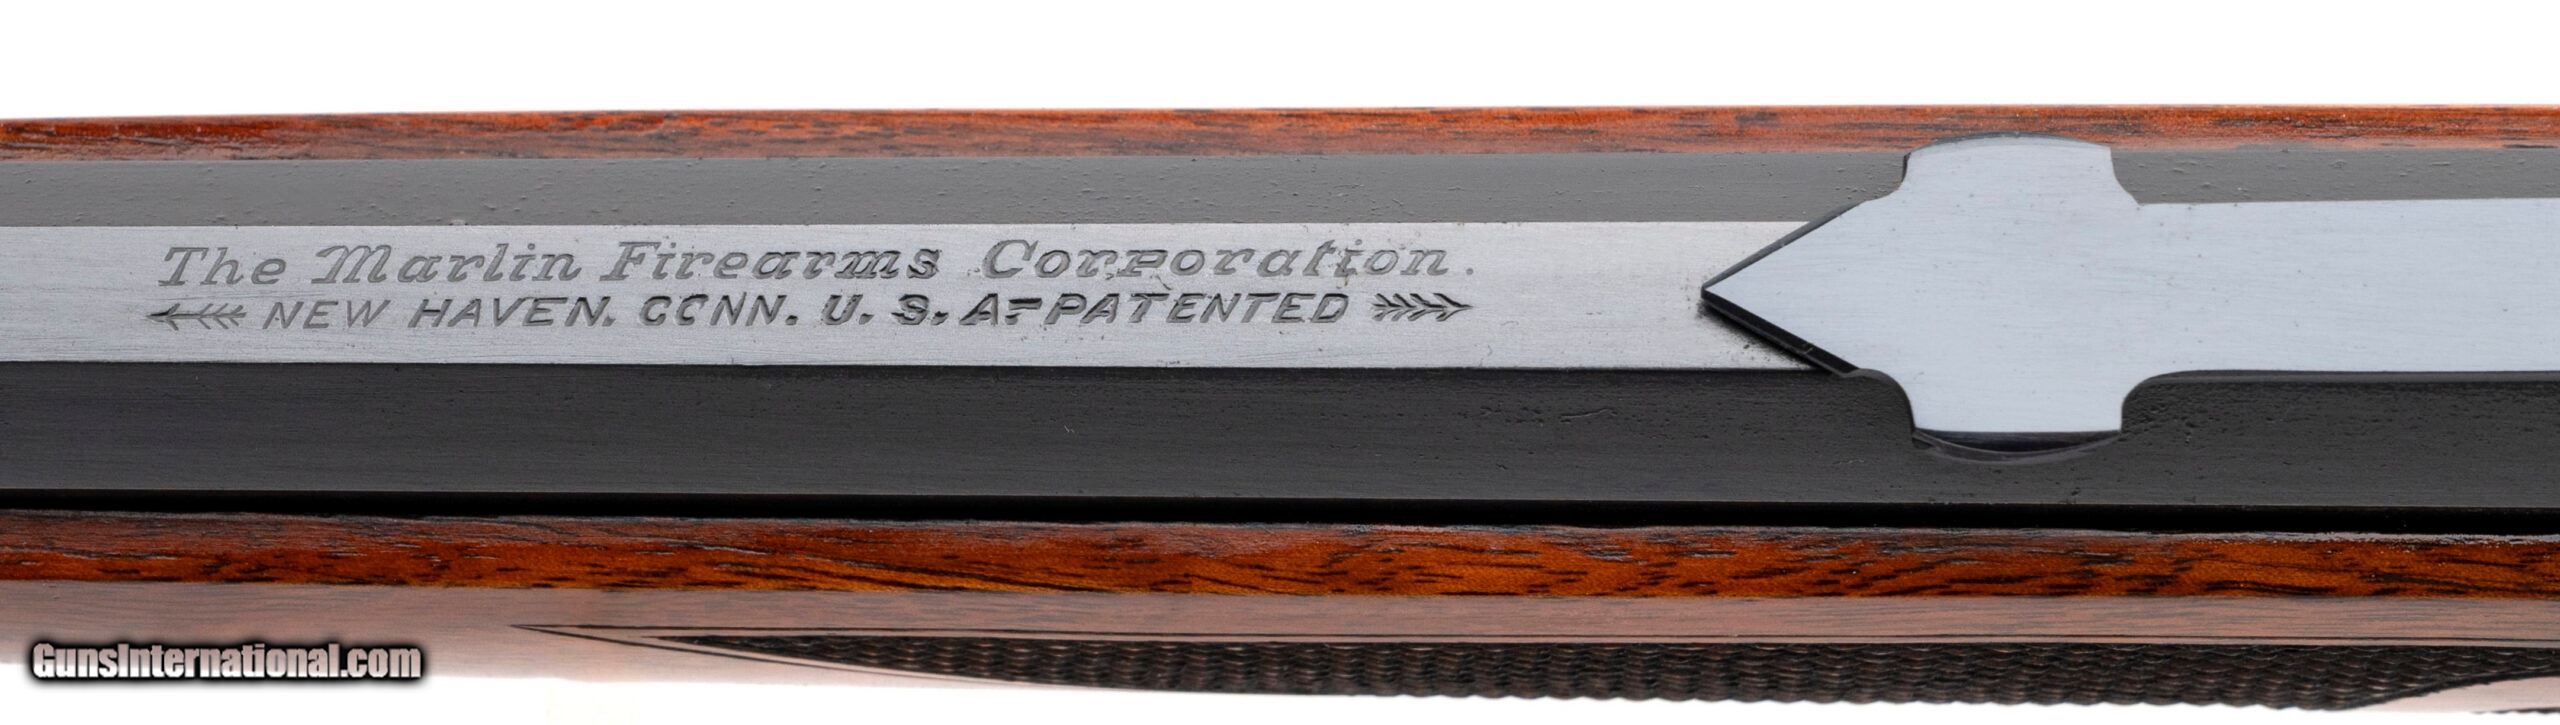 The Marlin Firearms Corporation.
NEW HAVEN. CONN. U. S. A.-PATENTED
GunsInternational.com